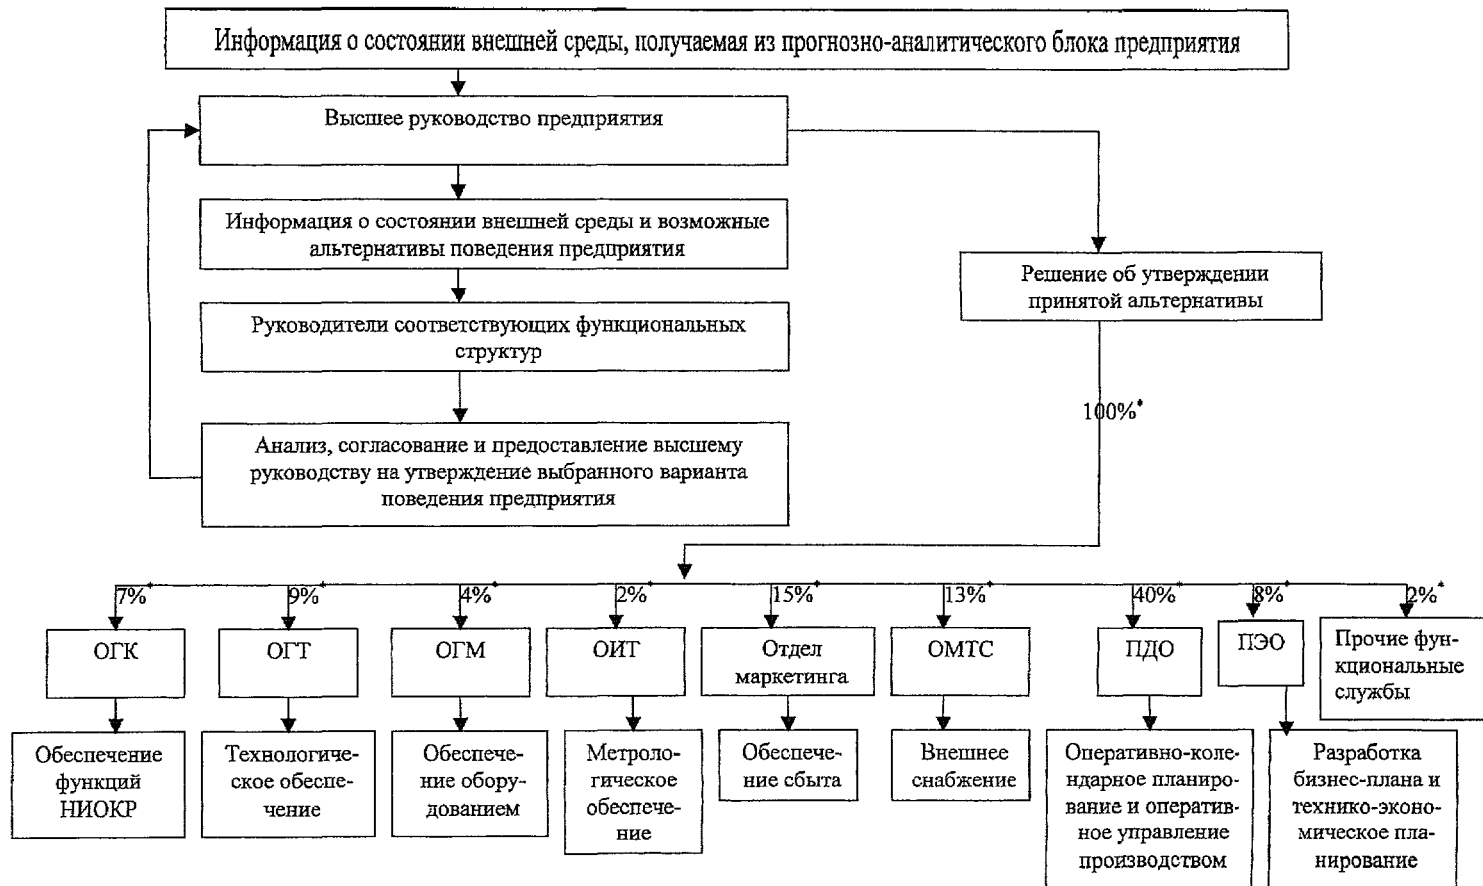 Информация о состоянии внешней среды, получаемая из прогнозно-аналитического блока предприятия
Высшее руководство предприятия
Информация о состоянии внешней среды и возможные
альтернативы поведения предприятия
Решение об утверждении
принятой альтернативы
Руководители соответствующих функциональных
структур
100%*
Анализ, согласование и предоставление высшему
руководству на утверждение выбранного варианта
поведения предприятия
7%* 9%* 4%* 2%* 15%* 13%* 40%* 8%* 2%*
ОГК
ОГТ
ОГМ
ОИТ
Отдел
маркетинга
ОМТС
ПДО
ПЭО
Прочие фун-
кциональные
службы
Обеспечение
функций
НИОКР
Технологиче-
ское обеспе-
чение
Обеспече-
ние обору-
дованием
Метроло-
гическое
обеспече-
ние
Обеспече-
ние сбыта
Внешнее
снабжение
Оперативно-кале-
ндарное планиро-
вание и оператив-
ное управление
производством
Разработка
бизнес-плана и
технико-эконо-
мическое пла-
нирование